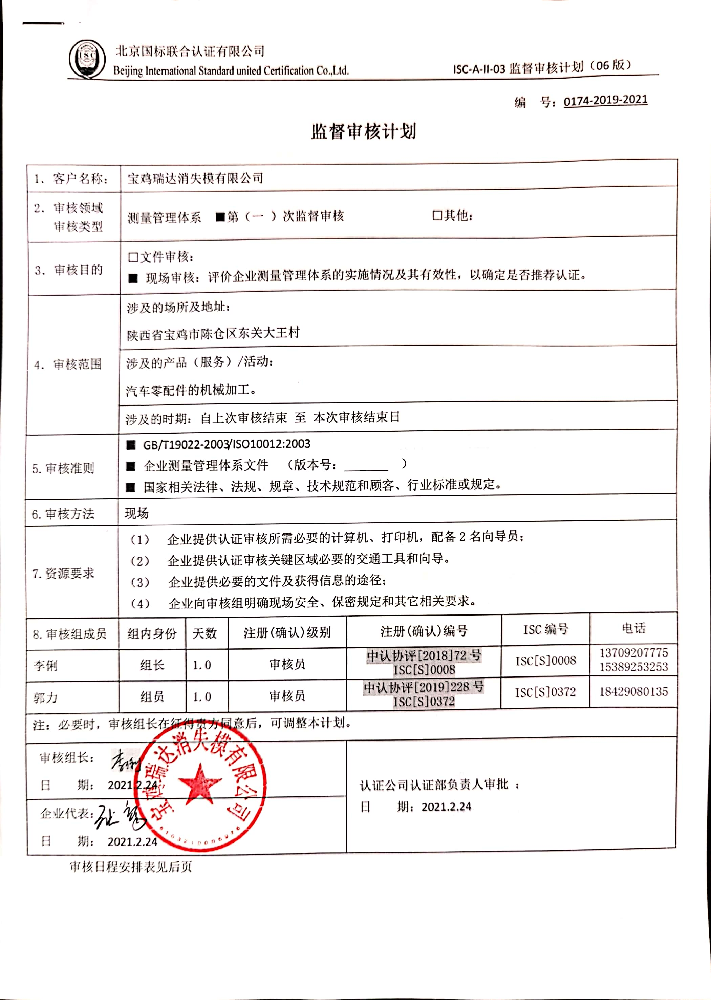 ISC
北京国标联合认证有限公司
Beijing International Standard united Certification Co.,Ltd.
ISC-A-II-03 监督审核计划（06 版）
编 号：0174-2019-2021
监督审核计划
1. 客户名称：
宝鸡瑞达消失模有限公司
2. 审核领域
审核类型
测量管理体系 ■第（一 ）次监督审核 □其他：
3. 审核目的
□文件审核：
■ 现场审核：评价企业测量管理体系的实施情况及其有效性，以确定是否推荐认证。
4. 审核范围
涉及的场所及地址：
陕西省宝鸡市陈仓区东关大王村
涉及的产品（服务）/活动：
汽车零配件的机械加工。
涉及的时期：自上次审核结束 至 本次审核结束日
5.审核准则
■ GB/T19022-2003/ISO10012:2003
■ 企业测量管理体系文件 （版本号：_______ ）
■ 国家相关法律、法规、规章、技术规范和顾客、行业标准或规定。
6.审核方法
现场
7.资源要求
（1） 企业提供认证审核所需必要的计算机、打印机，配备 2 名向导员；
（2） 企业提供认证审核关键区域必要的交通工具和向导。
（3） 企业提供必要的文件及获得信息的途径；
（4） 企业向审核组明确现场安全、保密规定和其它相关要求。
8.审核组成员 组内身份 天数 注册(确认)级别 注册(确认)编号 ISC 编号 电话
李俐 组长 1.0 审核员 中认协评[2018]72 号 ISC[S]0008 13709207775
ISC[S]0008 15389253253
郭力 组员 1.0 审核员 中认协评[2019]228 号 ISC[S]0372 18429080135
ISC[S]0372
注：必要时，审核组长在征得贵方同意后，可调整本计划。
审核组长： 李俐
日 期： 2021.2.24
企业代表：
日 期： 2021.2.24
宝鸡瑞达消失模有限公司
认证公司认证部负责人审批 ：
日 期：2021.2.24
审核日程安排表见后页